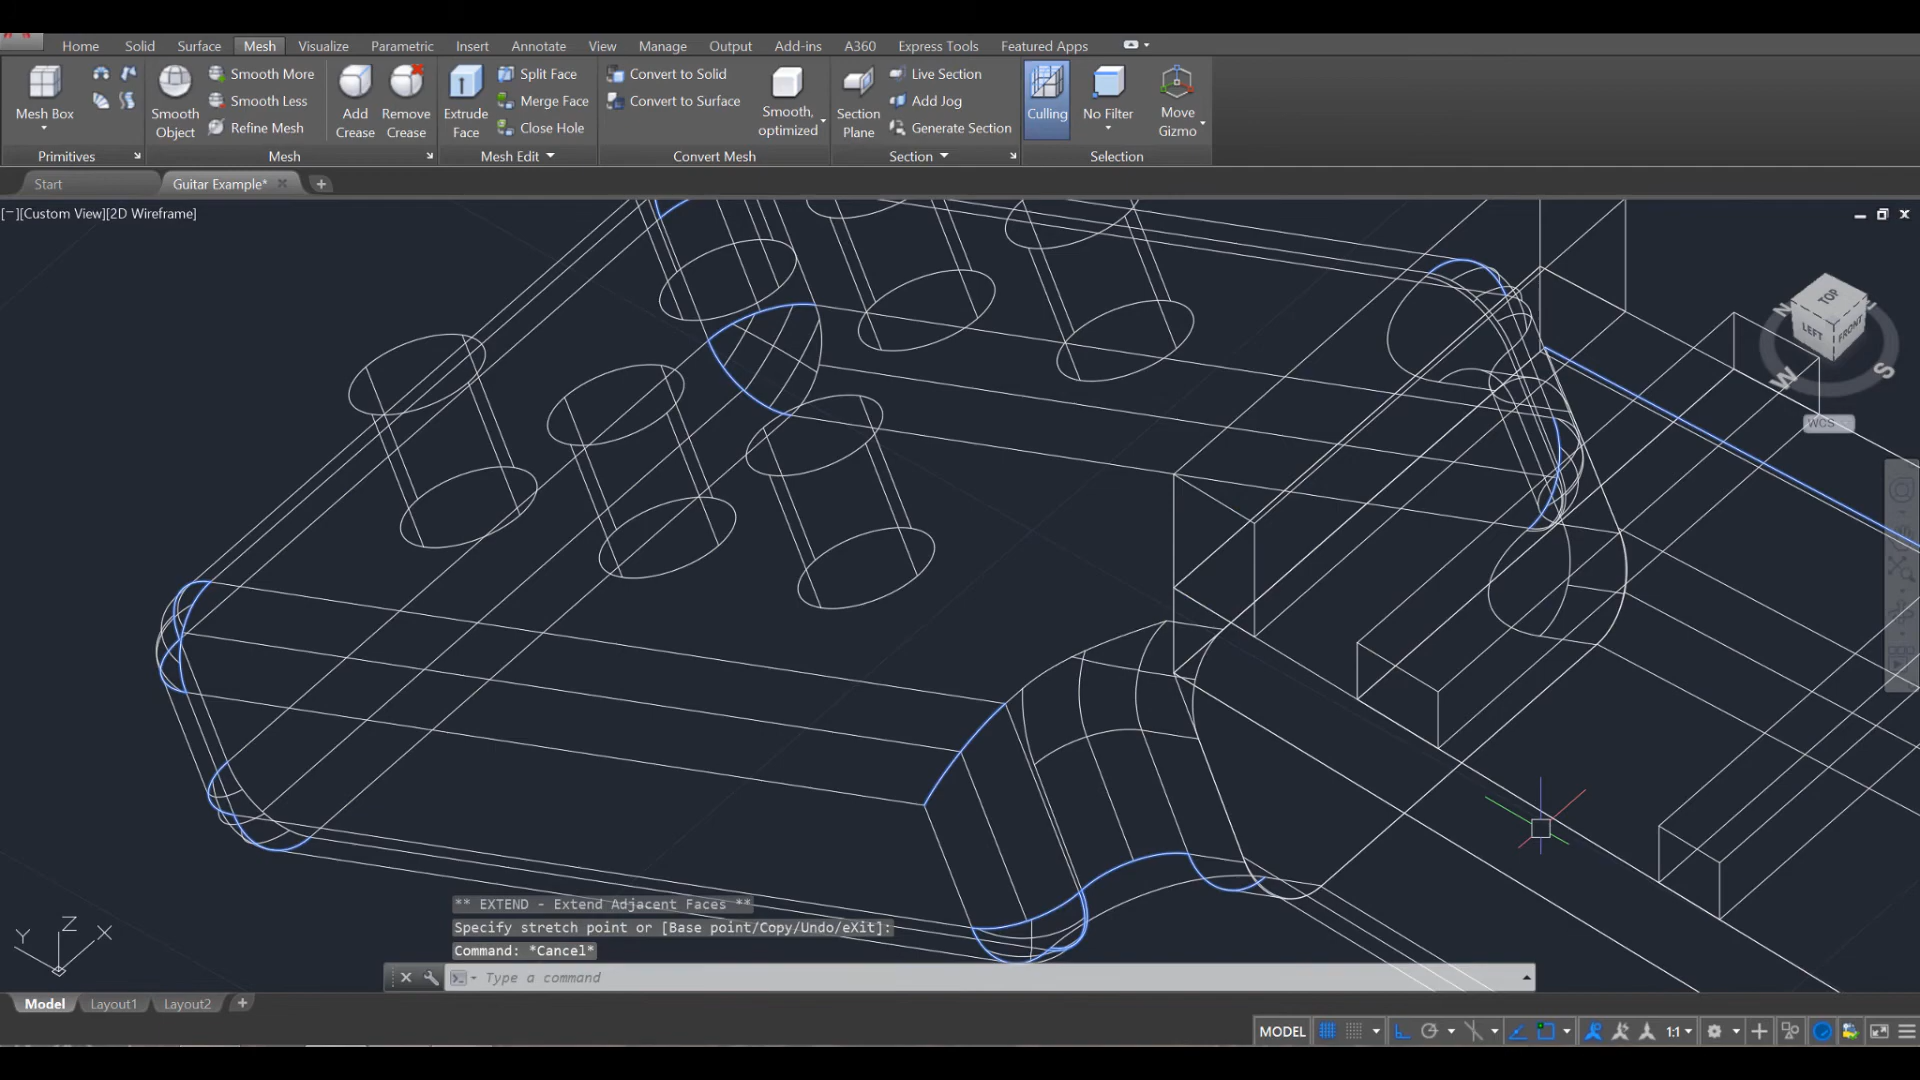 Home Solid Surface Mesh Visualize Parametric Insert Annotate View Manage Output Add-ins A360 Express Tools Featured Apps
Mesh Box
Smooth Object
Smooth More
Smooth Less
Refine Mesh
Add Crease
Remove Crease
Extrude Face
Split Face
Merge Face
Close Hole
Convert to Solid
Convert to Surface
Smooth, optimized
Section Plane
Live Section
Add Jog
Generate Section
Culling
No Filter
Move Gizmo
Primitives Mesh Mesh Edit Convert Mesh Section Selection
Start Guitar Example*
[−][Custom View][2D Wireframe]
TOP
LEFT FRONT
N
W S
WCS
Z
Y X
** EXTEND - Extend Adjacent Faces **
Specify stretch point or [Base point/Copy/Undo/eXit]:
Command: *Cancel*
Type a command
Model Layout1 Layout2
MODEL 1:1